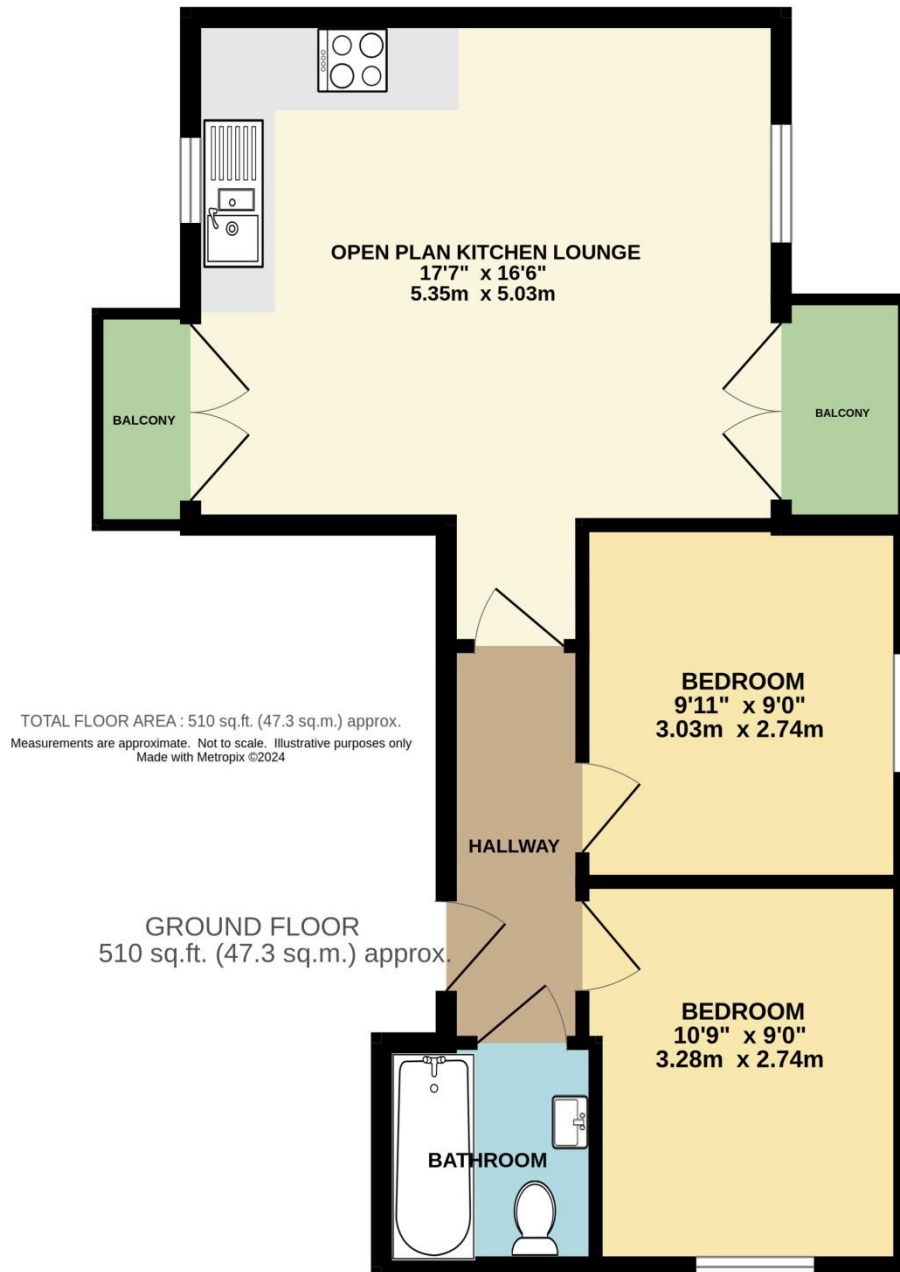 OPEN PLAN KITCHEN LOUNGE
17'7" x 16'6"
5.35m x 5.03m
BALCONY
BALCONY
BEDROOM
9'11" x 9'0"
3.03m x 2.74m
TOTAL FLOOR AREA : 510 sq.ft. (47.3 sq.m.) approx.
Measurements are approximate. Not to scale. Illustrative purposes only
Made with Metropix ©2024
HALLWAY
GROUND FLOOR
510 sq.ft. (47.3 sq.m.) approx.
BEDROOM
10'9" x 9'0"
3.28m x 2.74m
BATHROOM